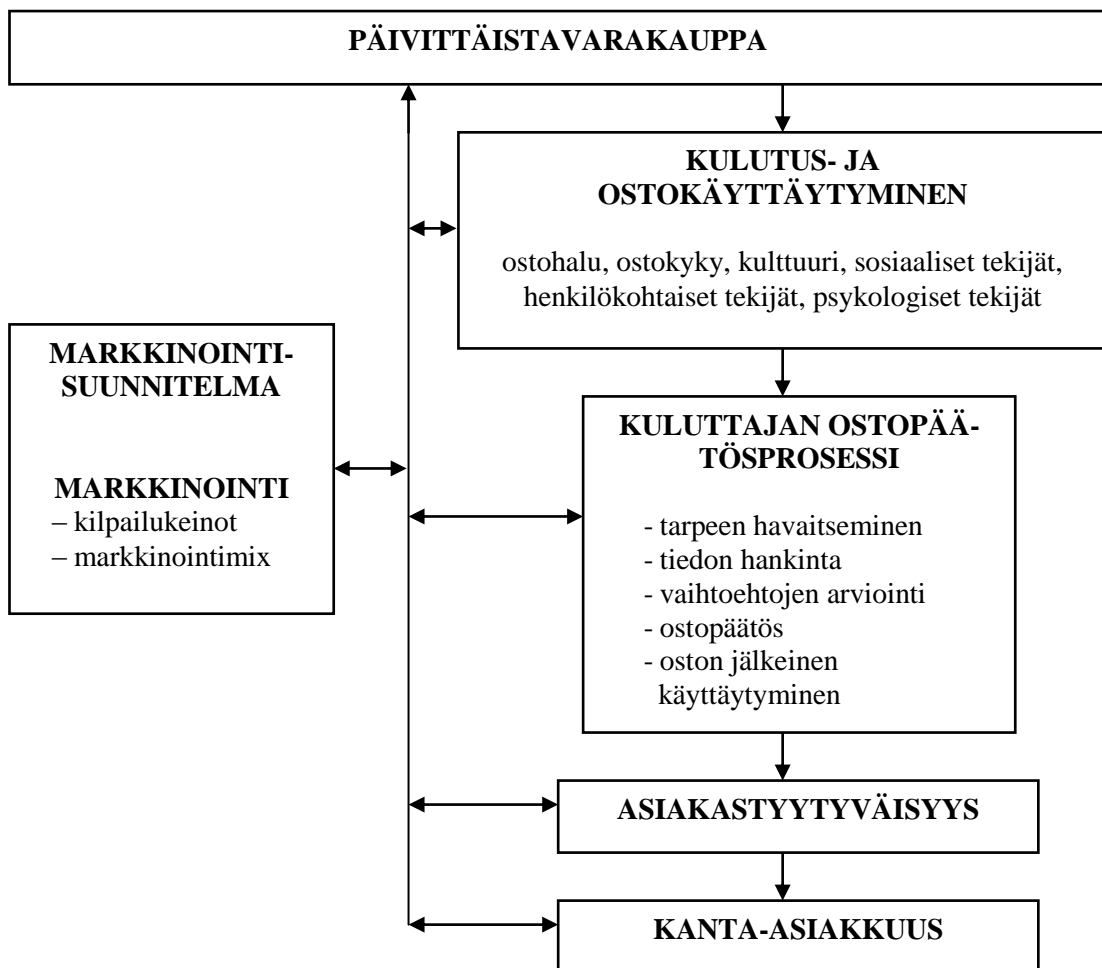 PÄIVITTÄISTAVARAKAUPPA
KULUTUS- JA
OSTOKÄYTTÄYTYMINEN
ostohalu, ostokyky, kulttuuri, sosiaaliset tekijät,
henkilökohtaiset tekijät, psykologiset tekijät
MARKKINOINTI-
SUUNNITELMA
MARKKINOINTI
– kilpailukeinot
– markkinointimix
KULUTTAJAN OSTOPÄÄ-
TÖSPROSESSI
- tarpeen havaitseminen
- tiedon hankinta
- vaihtoehtojen arviointi
- ostopäätös
- oston jälkeinen
käyttäytyminen
ASIAKASTYYTYVÄISYYS
KANTA-ASIAKKUUS